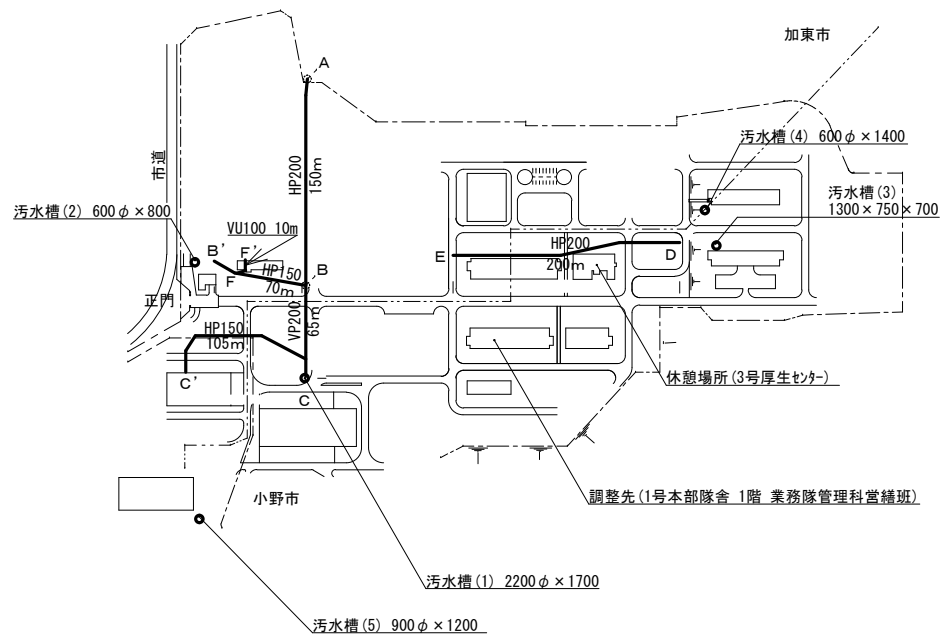 加東市
A
汚水槽(4) 600φ×1400
市道
HP200
150m
汚水槽(3)
1300×750×700
汚水槽(2) 600φ×800
VU100 10m
B'
F'
F
HP150
70m
B
E
HP200
200m
D
正門
VP200
65m
HP150
105m
C'
C
休憩場所(3号厚生センター)
小野市
調整先(1号本部隊舎 1階 業務隊管理科営繕班)
汚水槽(1) 2200φ×1700
汚水槽(5) 900φ×1200